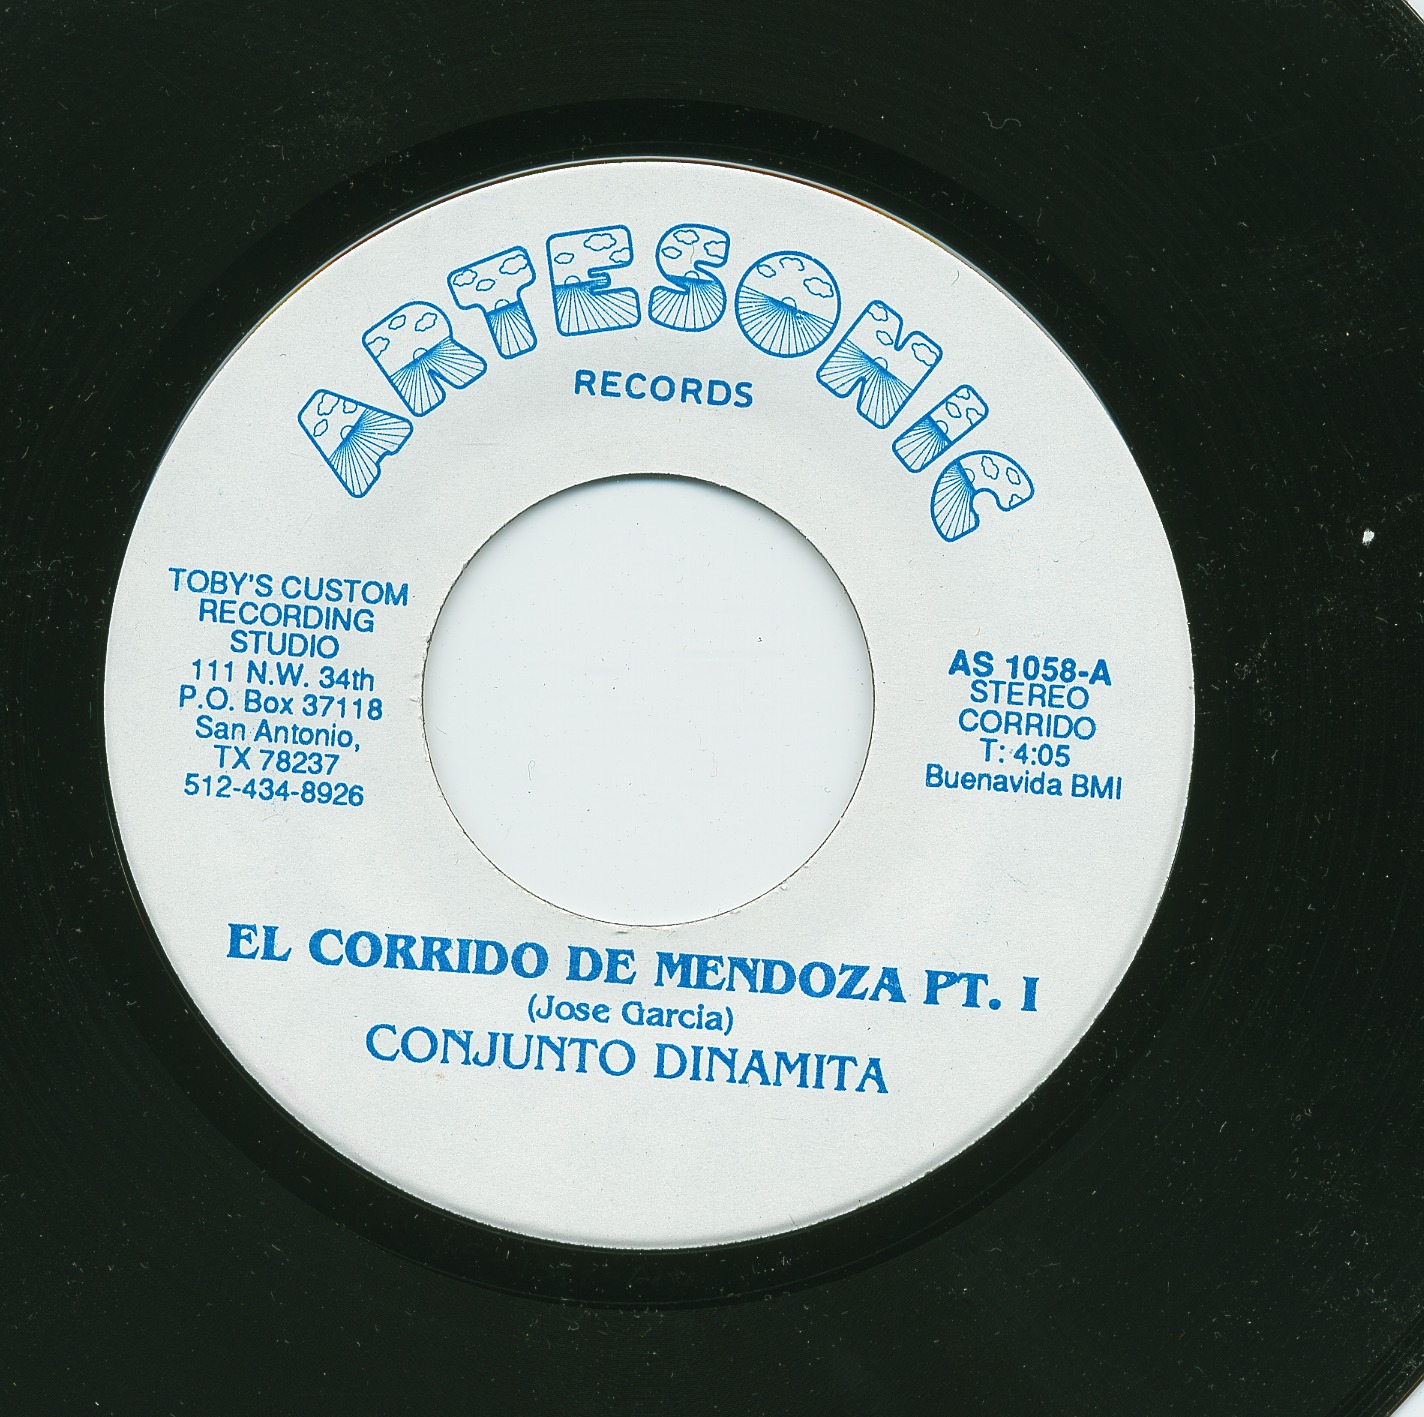 ARTESONIC
RECORDS
TOBY'S CUSTOM
RECORDING
STUDIO
111 N.W. 34th
P.O. Box 37118
San Antonio,
TX 78237
512-434-8926
AS 1058-A
STEREO
CORRIDO
T: 4:05
Buenavida BMI
EL CORRIDO DE MENDOZA PT. I
(Jose Garcia)
CONJUNTO DINAMITA